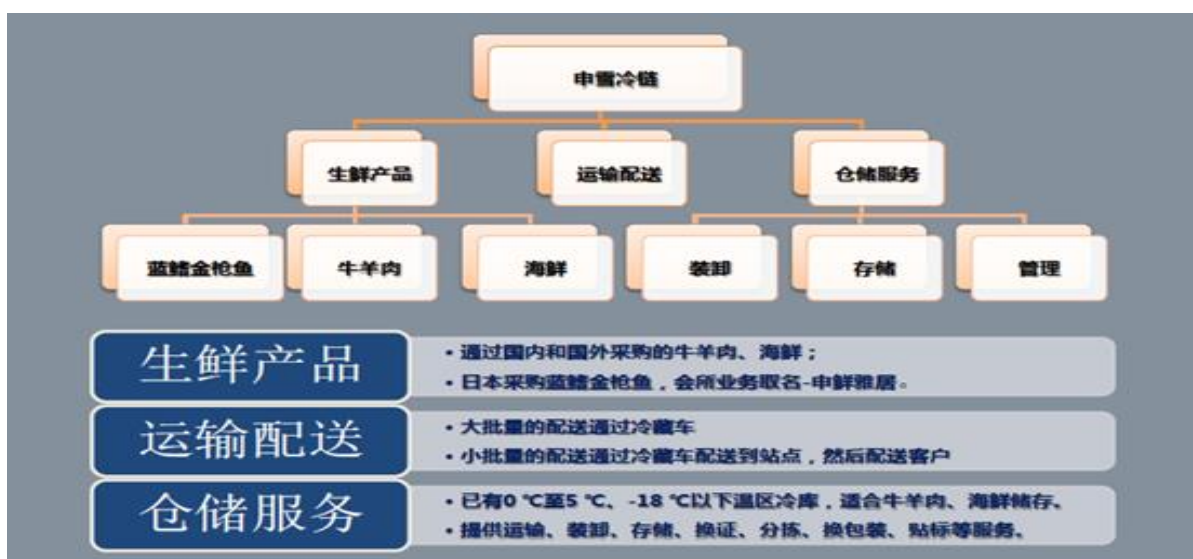 申雪冷链
生鲜产品
运输配送
仓储服务
蓝鳍金枪鱼
牛羊肉
海鲜
装卸
存储
管理
生鲜产品
• 通过国内和国外采购的牛羊肉、海鲜；
• 日本采购蓝鳍金枪鱼，会所业务取名-申鲜雅居。
运输配送
• 大批量的配送通过冷藏车
• 小批量的配送通过冷藏车配送到站点，然后配送客户
仓储服务
• 已有0 ℃至5 ℃、-18 ℃以下温区冷库，适合牛羊肉、海鲜储存、
• 提供运输、装卸、存储、换证、分拣、换包装、贴标等服务。